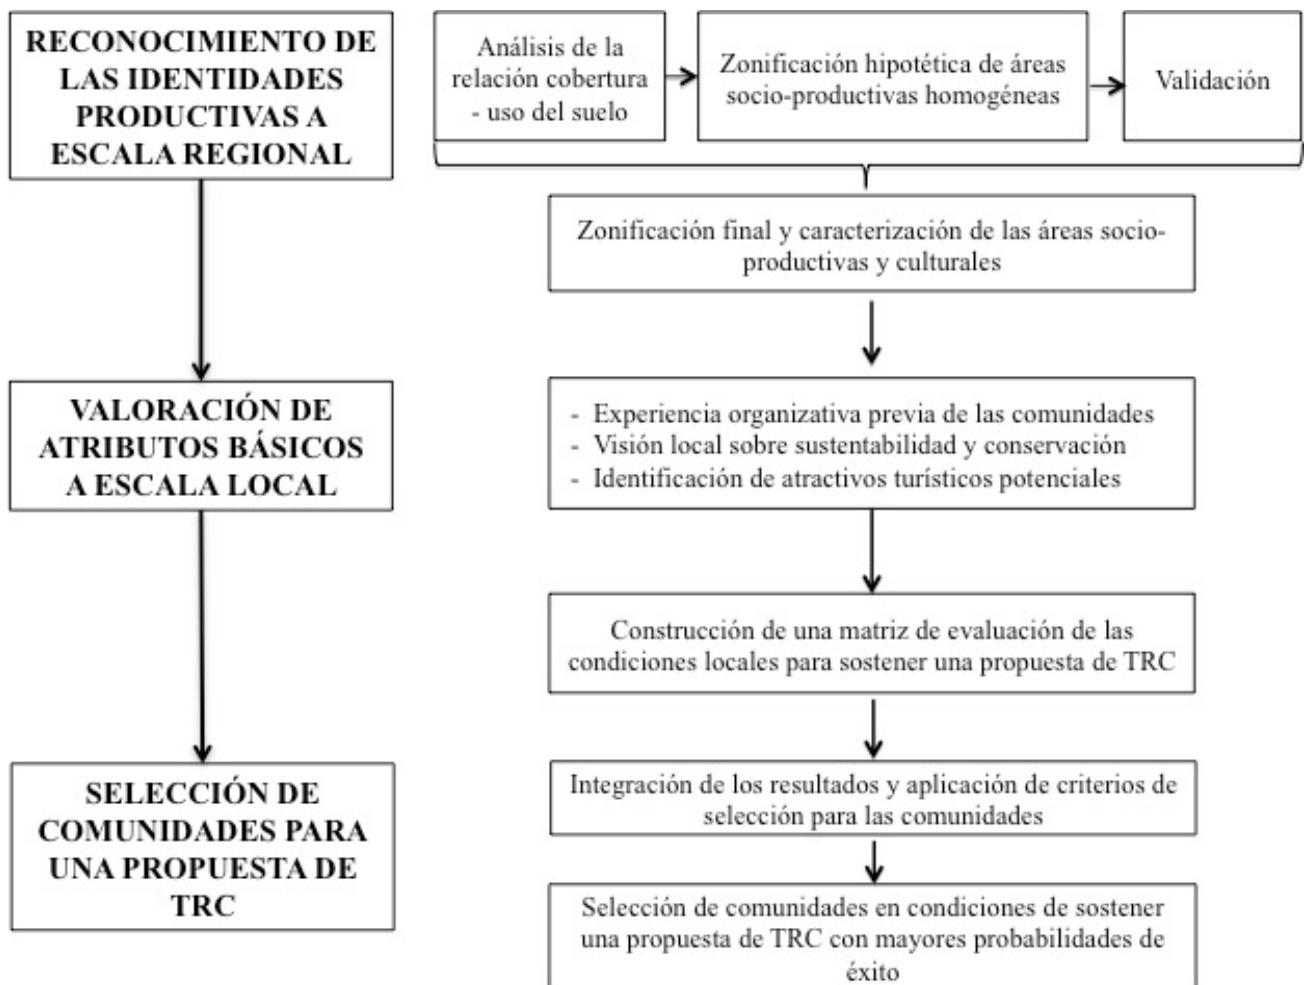 RECONOCIMIENTO DE
LAS IDENTIDADES
PRODUCTIVAS A
ESCALA REGIONAL
Análisis de la
relación cobertura
- uso del suelo
Zonificación hipotética de áreas
socio-productivas homogéneas
Validación
Zonificación final y caracterización de las áreas socio-
productivas y culturales
VALORACIÓN DE
ATRIBUTOS BÁSICOS
A ESCALA LOCAL
- Experiencia organizativa previa de las comunidades
- Visión local sobre sustentabilidad y conservación
- Identificación de atractivos turísticos potenciales
Construcción de una matriz de evaluación de las
condiciones locales para sostener una propuesta de TRC
SELECCIÓN DE
COMUNIDADES PARA
UNA PROPUESTA DE
TRC
Integración de los resultados y aplicación de criterios de
selección para las comunidades
Selección de comunidades en condiciones de sostener
una propuesta de TRC con mayores probabilidades de
éxito